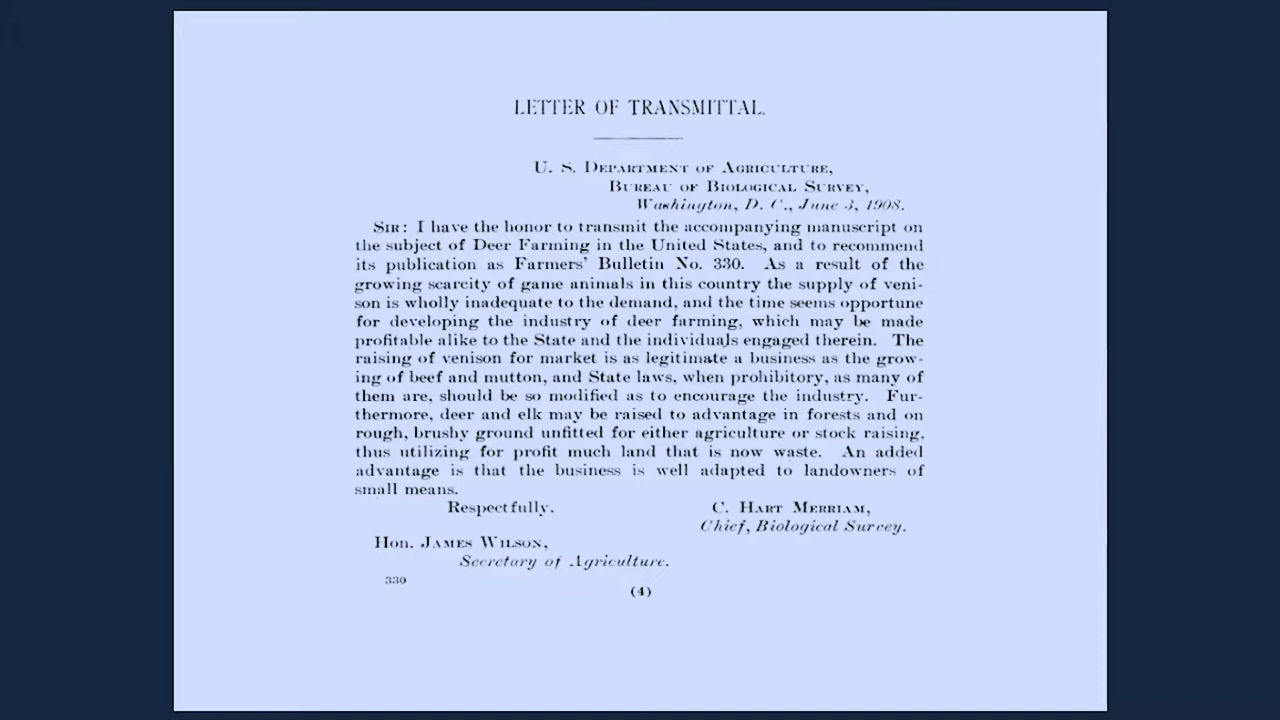 LETTER OF TRANSMITTAL.
U. S. DEPARTMENT OF AGRICULTURE,
BUREAU OF BIOLOGICAL SURVEY,
Washington, D. C., June 3, 1908.
SIR: I have the honor to transmit the accompanying manuscript on
the subject of Deer Farming in the United States, and to recommend
its publication as Farmers' Bulletin No. 330. As a result of the
growing scarcity of game animals in this country the supply of veni-
son is wholly inadequate to the demand, and the time seems opportune
for developing the industry of deer farming, which may be made
profitable alike to the State and the individuals engaged therein. The
raising of venison for market is as legitimate a business as the grow-
ing of beef and mutton, and State laws, when prohibitory, as many of
them are, should be so modified as to encourage the industry. Fur-
thermore, deer and elk may be raised to advantage in forests and on
rough, brushy ground unfitted for either agriculture or stock raising,
thus utilizing for profit much land that is now waste. An added
advantage is that the business is well adapted to landowners of
small means.
Respectfully, C. HART MERRIAM,
Chief, Biological Survey.
Hon. JAMES WILSON,
Secretary of Agriculture.
330
(4)